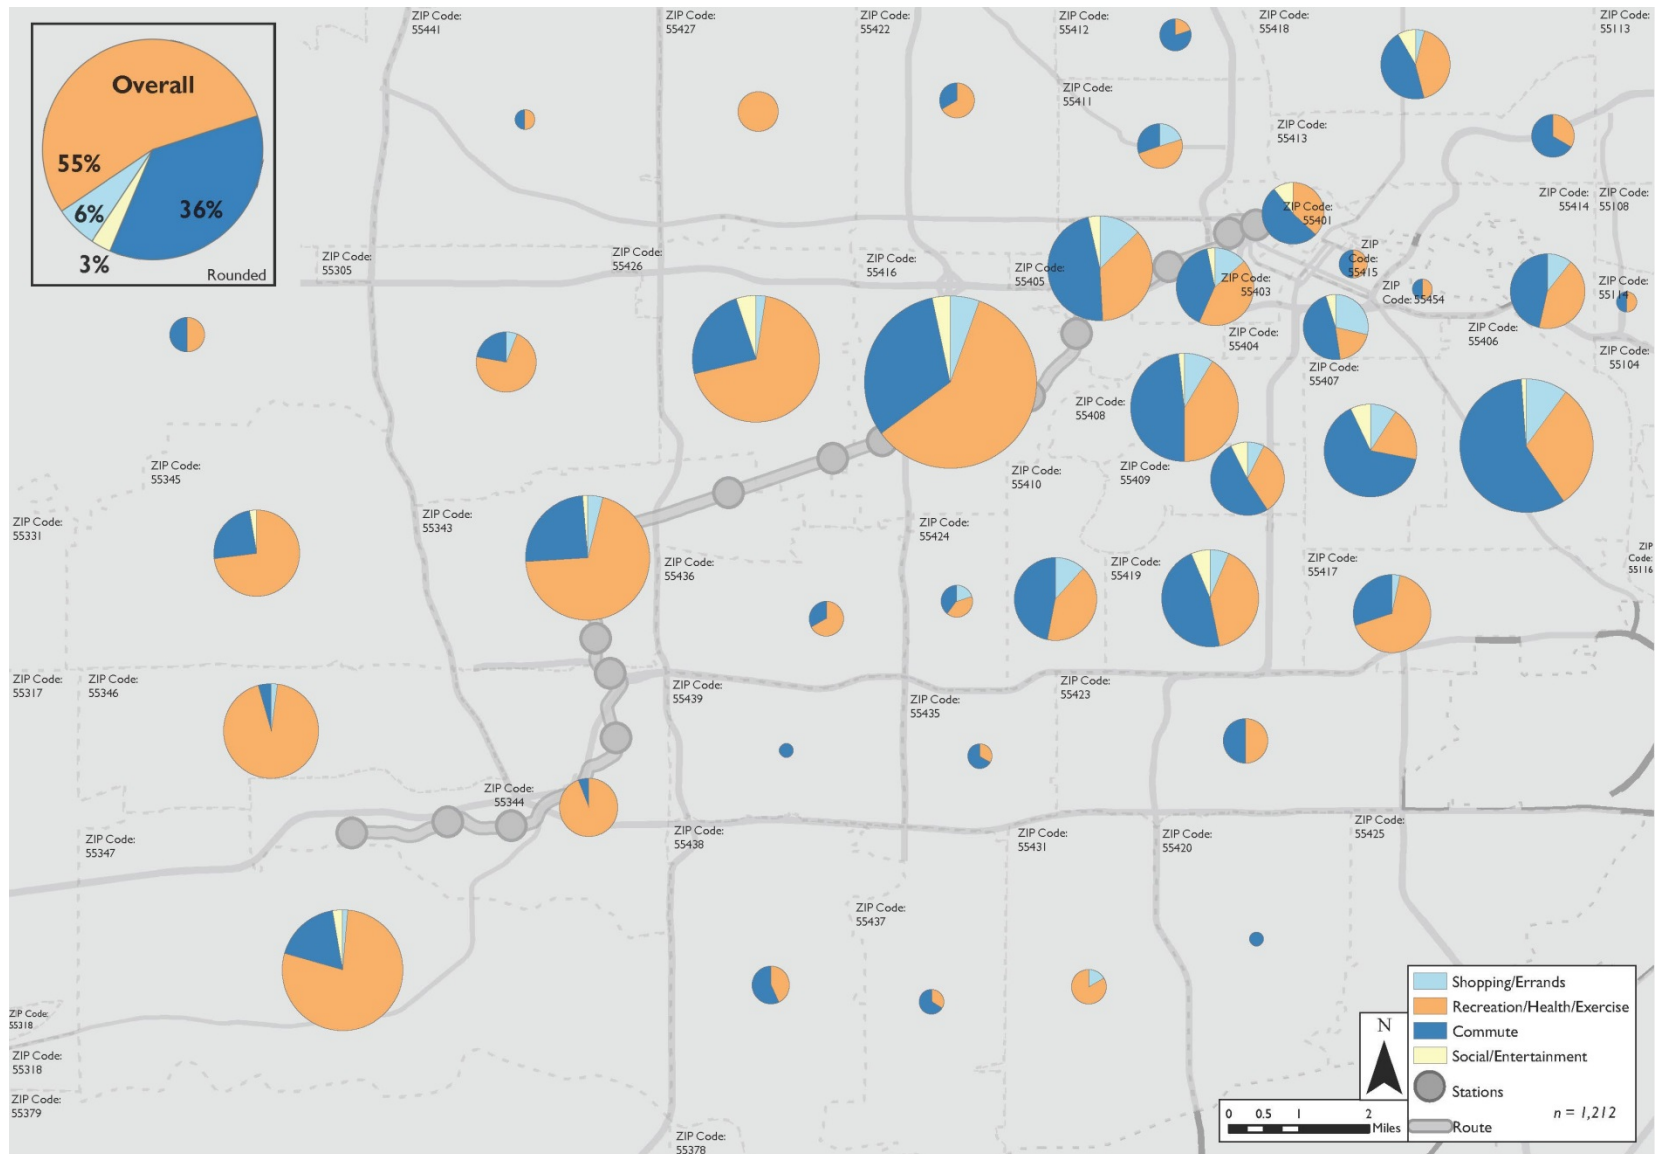 Overall
55%
6%
36%
3%
Rounded
ZIP Code:
55441
ZIP Code:
55427
ZIP Code:
55422
ZIP Code:
55412
ZIP Code:
55418
ZIP Code:
55113
ZIP Code:
55411
ZIP Code:
55413
ZIP Code:
55414
ZIP Code:
55108
ZIP Code:
55401
ZIP Code:
55305
ZIP Code:
55426
ZIP Code:
55416
ZIP Code:
55405
ZIP Code:
55403
ZIP
Code:
55415
ZIP
Code: 55454
ZIP Code:
55114
ZIP Code:
55404
ZIP Code:
55406
ZIP Code:
55104
ZIP Code:
55407
ZIP Code:
55408
ZIP Code:
55345
ZIP Code:
55410
ZIP Code:
55409
ZIP Code:
55331
ZIP Code:
55343
ZIP Code:
55424
ZIP Code:
55436
ZIP Code:
55419
ZIP Code:
55417
ZIP
Code:
55116
ZIP Code:
55317
ZIP Code:
55346
ZIP Code:
55439
ZIP Code:
55435
ZIP Code:
55423
ZIP Code:
55344
ZIP Code:
55347
ZIP Code:
55438
ZIP Code:
55431
ZIP Code:
55420
ZIP Code:
55425
ZIP Code:
55437
ZIP Code:
55318
ZIP Code:
55318
ZIP Code:
55379
ZIP Code:
55378
Shopping/Errands
Recreation/Health/Exercise
Commute
Social/Entertainment
Stations
n = 1,212
Route
N
0 0.5 1 2
Miles